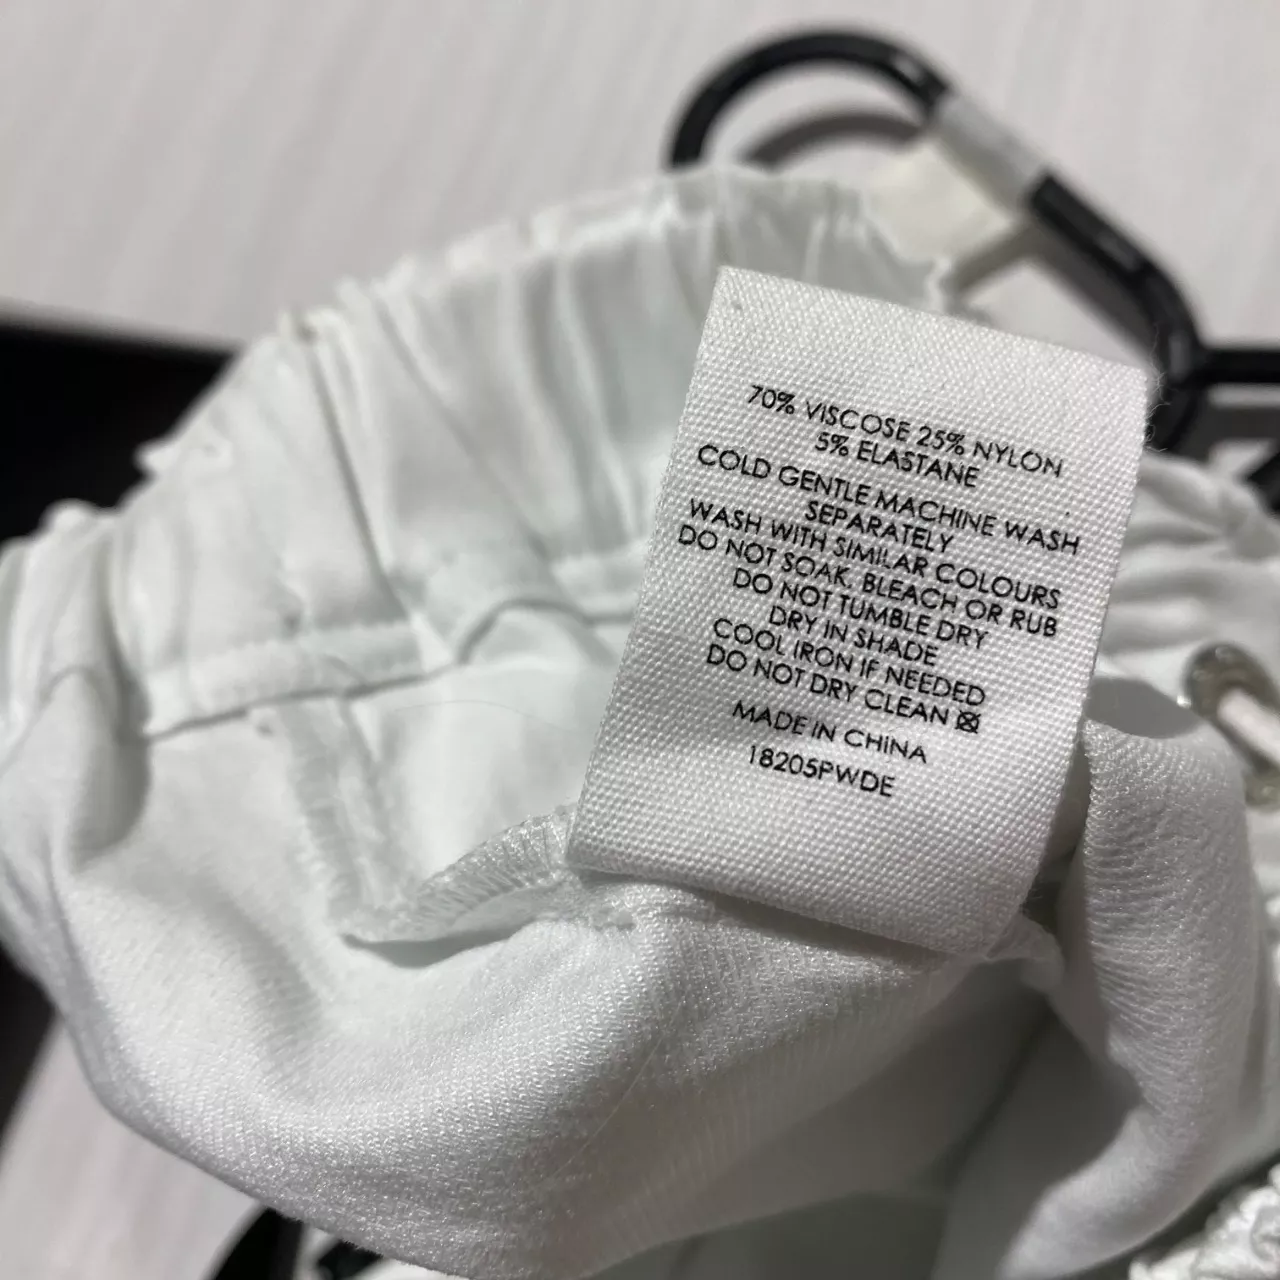 70% VISCOSE 25% NYLON
5% ELASTANE
COLD GENTLE MACHINE WASH
SEPARATELY
WASH WITH SIMILAR COLOURS
DO NOT SOAK, BLEACH OR RUB
DO NOT TUMBLE DRY
DRY IN SHADE
COOL IRON IF NEEDED
DO NOT DRY CLEAN
MADE IN CHINA
18205PWDE